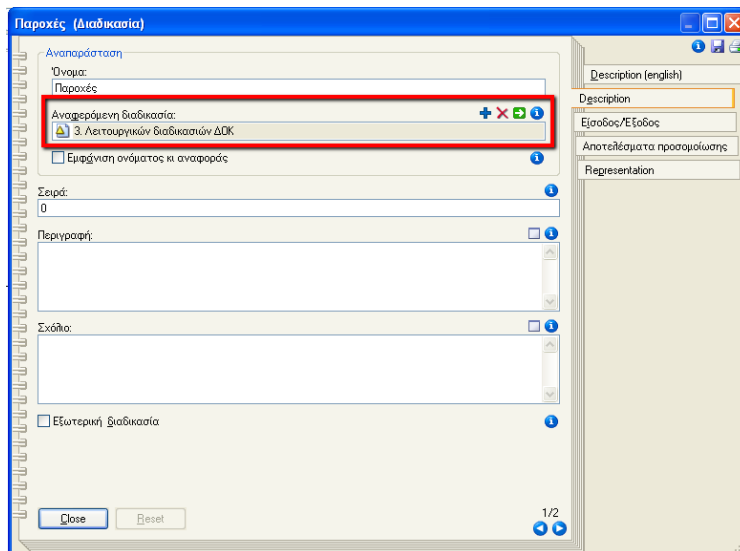 Παροχές (Διαδικασία)
Αναπαράσταση
Όνομα:
Παροχές
Αναφερόμενη διαδικασία:
3. Λειτουργικών διαδικασιών ΔΟΚ
Εμφάνιση ονόματος κι αναφοράς
Σειρά:
0
Περιγραφή:
Σχόλιο:
Εξωτερική διαδικασία
Close
Reset
1/2
Description (english)
Description
Είσοδος/Έξοδος
Αποτελέσματα προσομοίωσης
Representation